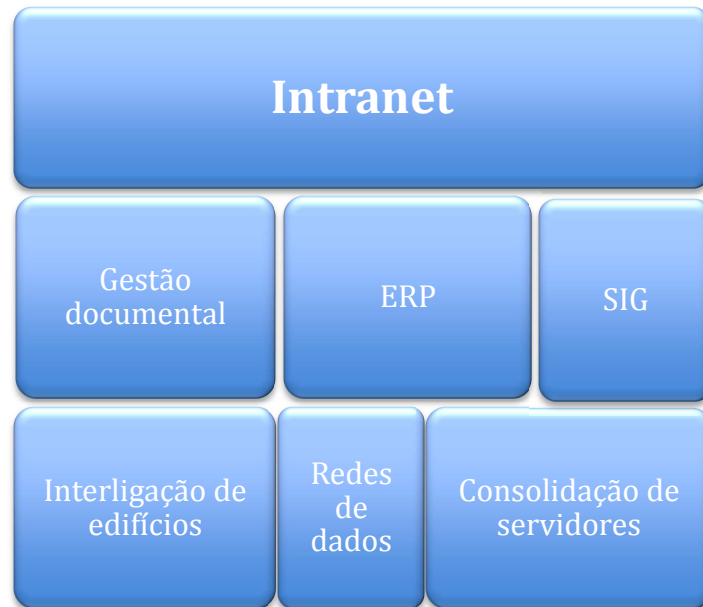 Intranet
Gestão
documental
ERP
SIG
Interligação de
edifícios
Redes
de
dados
Consolidação de
servidores